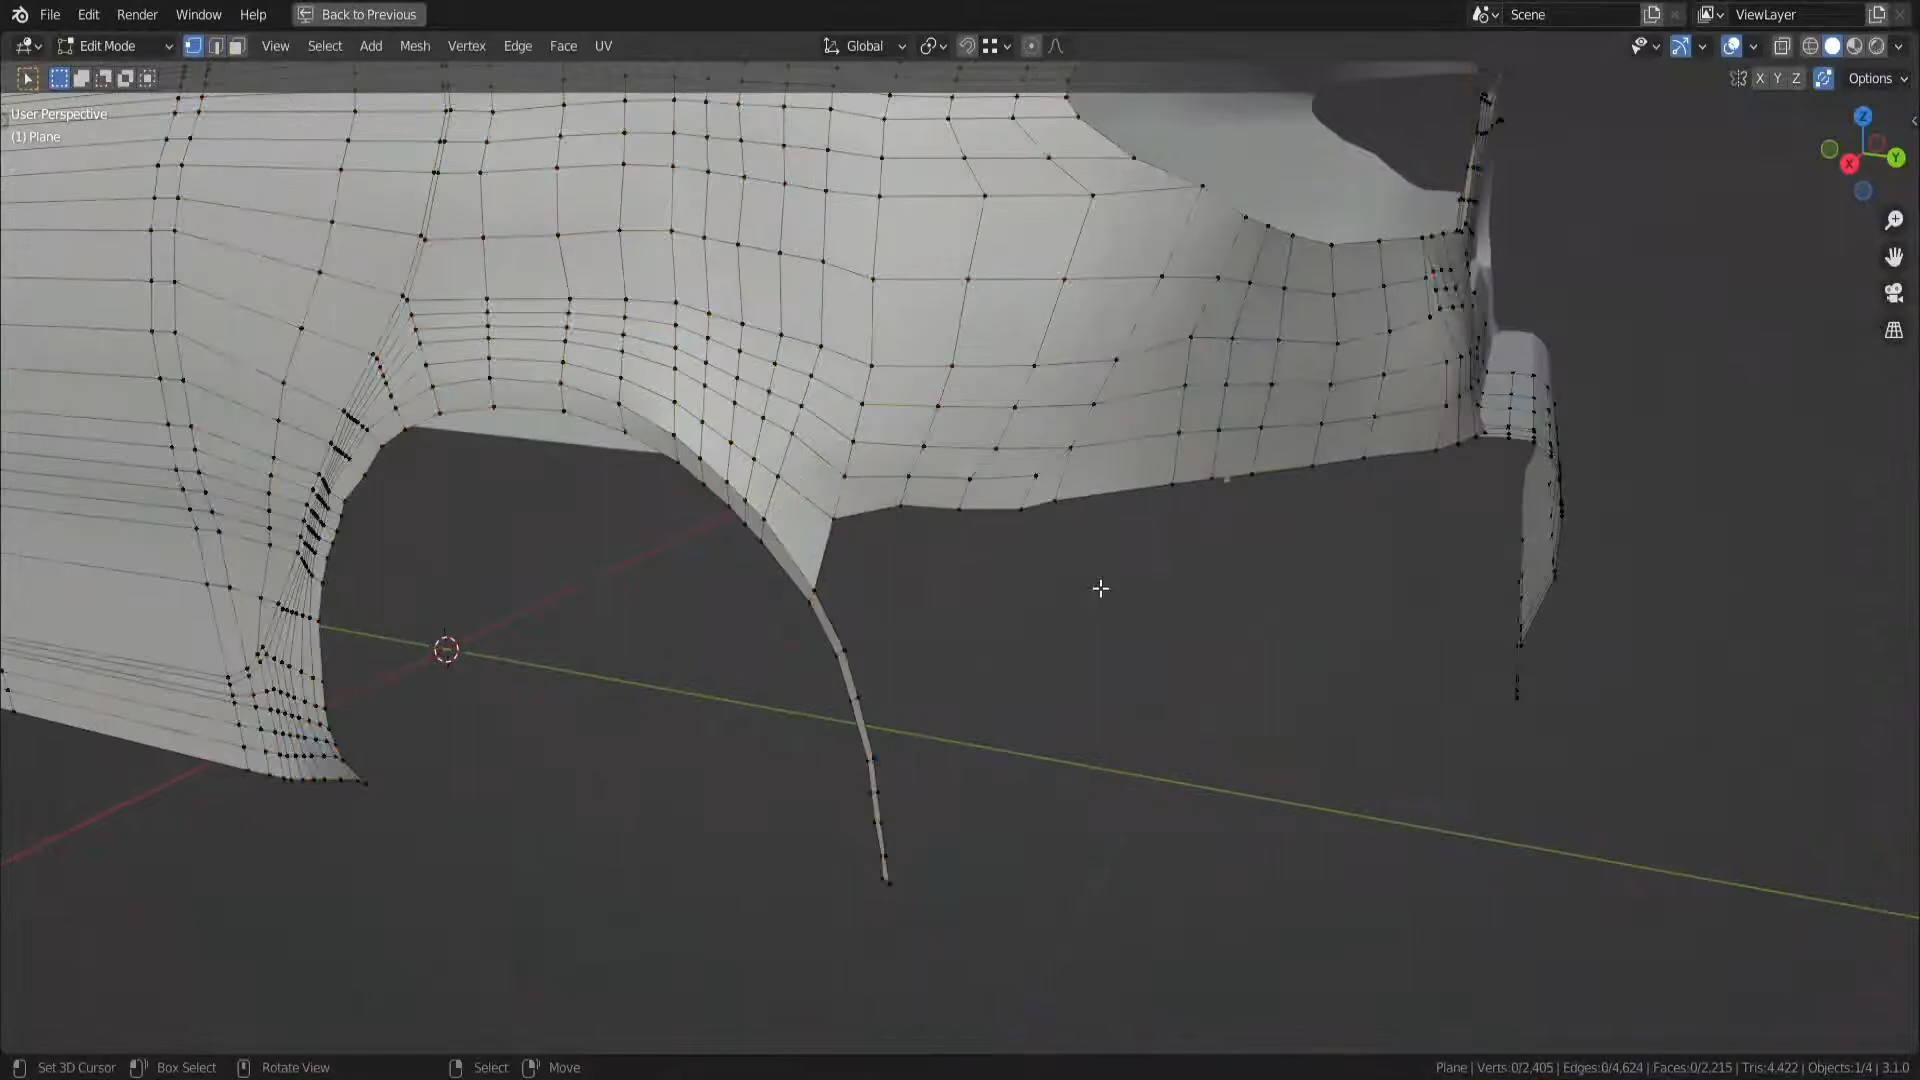 File Edit Render Window Help Back to Previous Scene ViewLayer
Edit Mode View Select Add Mesh Vertex Edge Face UV Global
X Y Z Options
User Perspective
(1) Plane
Z
Y
X
Set 3D Cursor Box Select Rotate View Select Move Plane | Verts:0/2,405 | Edges:0/4,624 | Faces:0/2,215 | Tris:4,422 | Objects:1/4 | 3.1.0